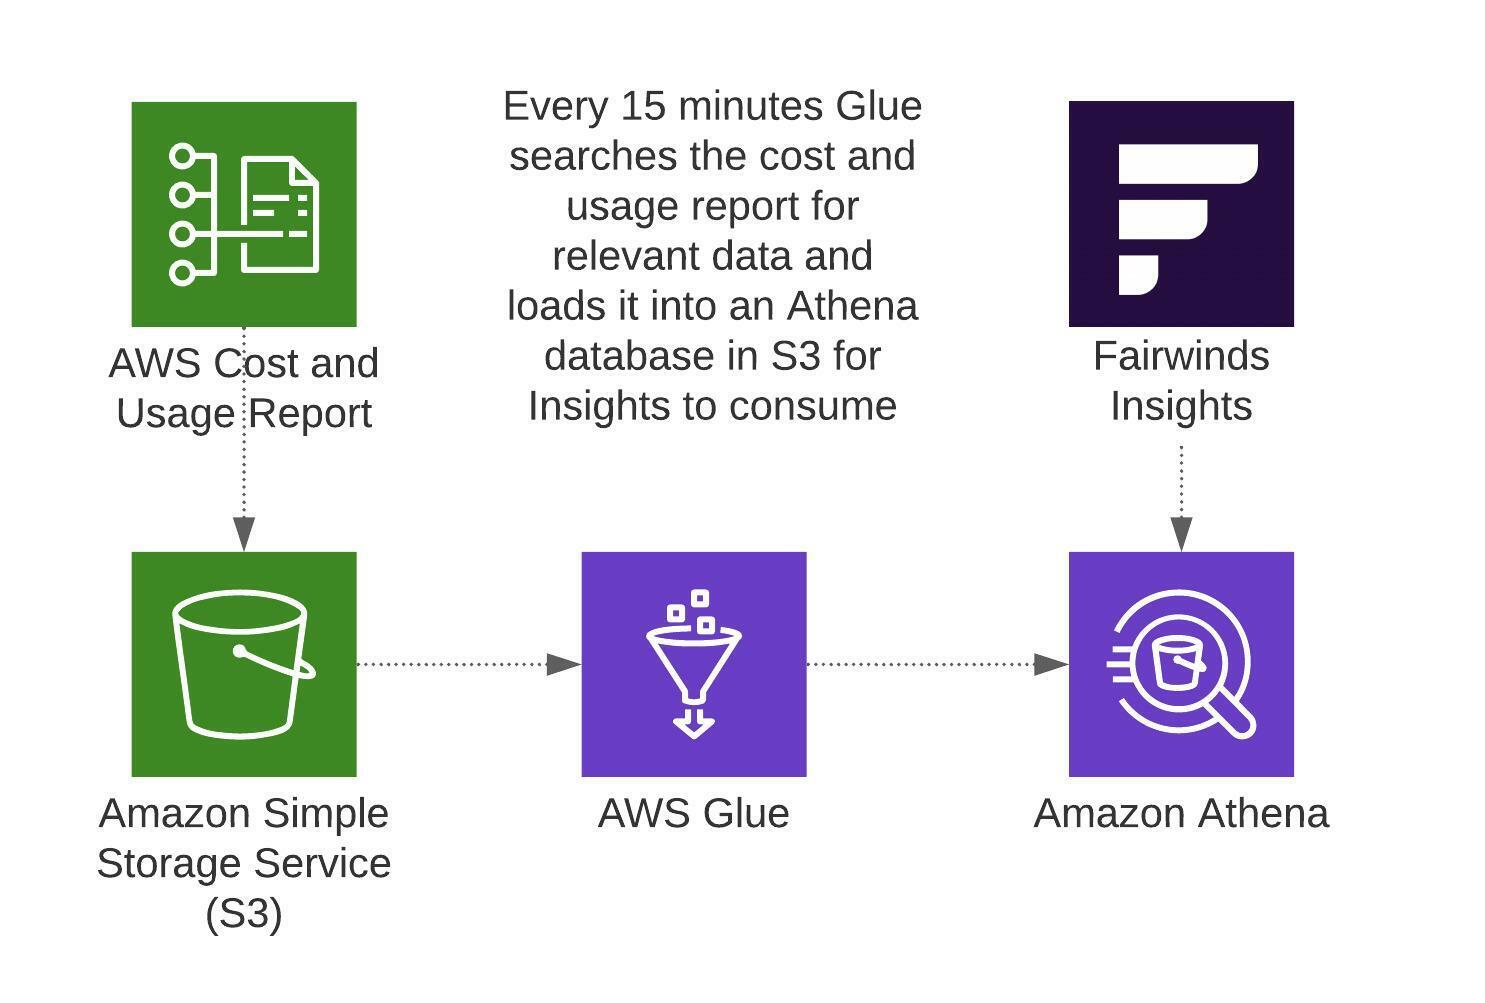 AWS Cost and
Usage Report
Every 15 minutes Glue
searches the cost and
usage report for
relevant data and
loads it into an Athena
database in S3 for
Insights to consume
Fairwinds
Insights
Amazon Simple
Storage Service
(S3)
AWS Glue
Amazon Athena